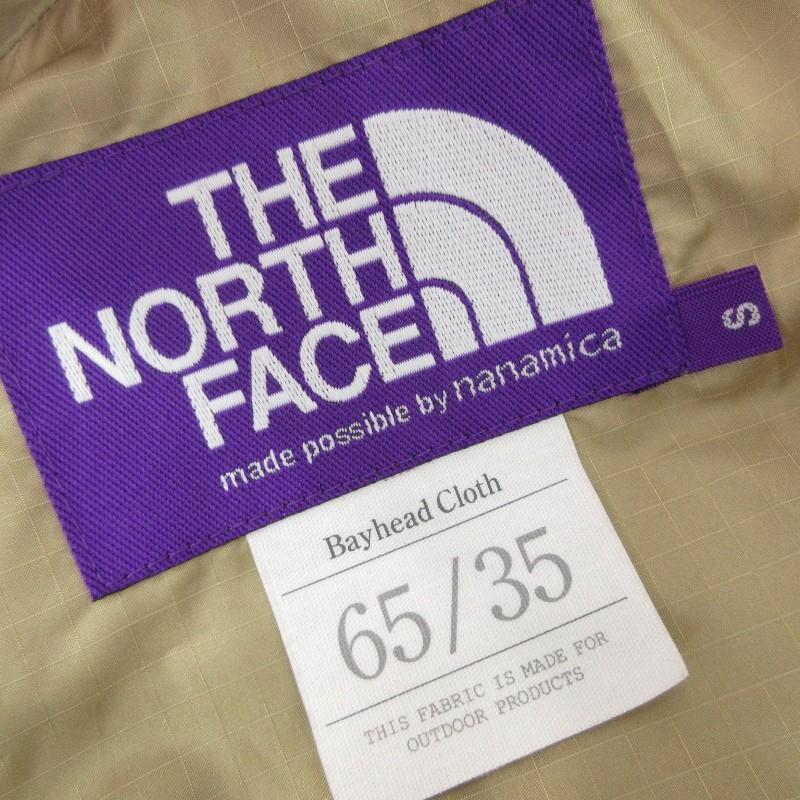 THE
NORTH
FACE
made possible by nanamica
S
Bayhead Cloth
65/35
THIS FABRIC IS MADE FOR
OUTDOOR PRODUCTS